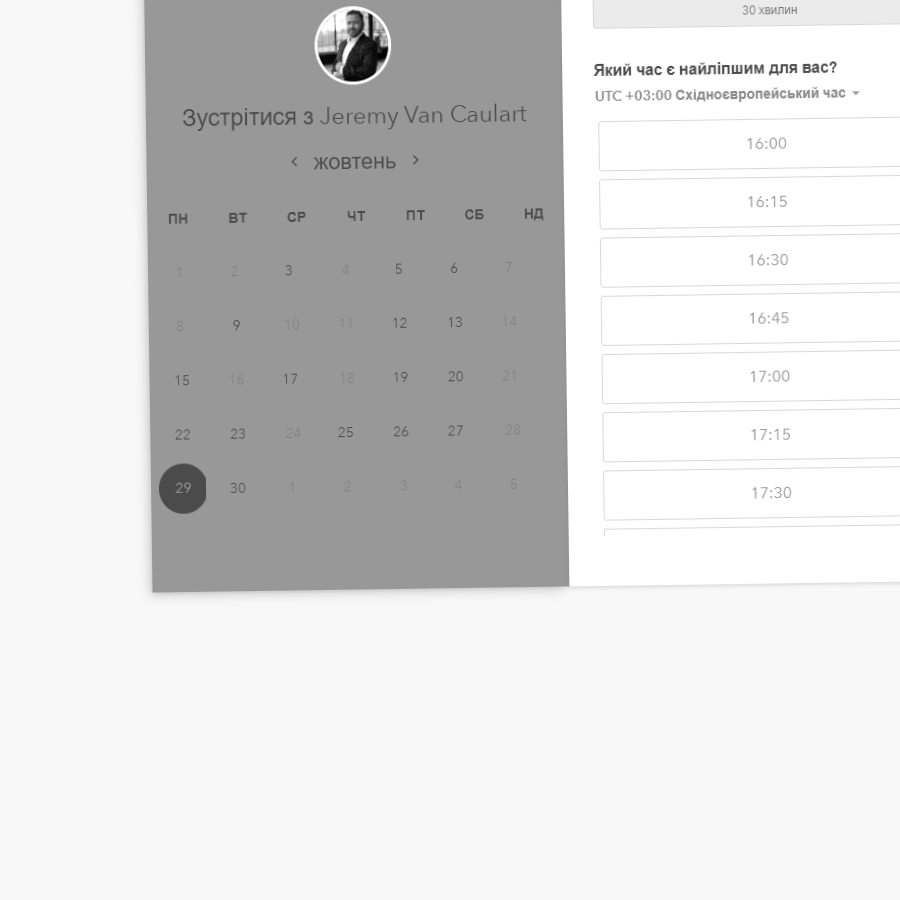 Зустрітися з Jeremy Van Caulart
‹ жовтень ›
ПН ВТ СР ЧТ ПТ СБ НД
1 2 3 4 5 6 7
8 9 10 11 12 13 14
15 16 17 18 19 20 21
22 23 24 25 26 27 28
29 30 1 2 3 4 5
30 хвилин
Який час є найліпшим для вас?
UTC +03:00 Східноєвропейський час
16:00
16:15
16:30
16:45
17:00
17:15
17:30